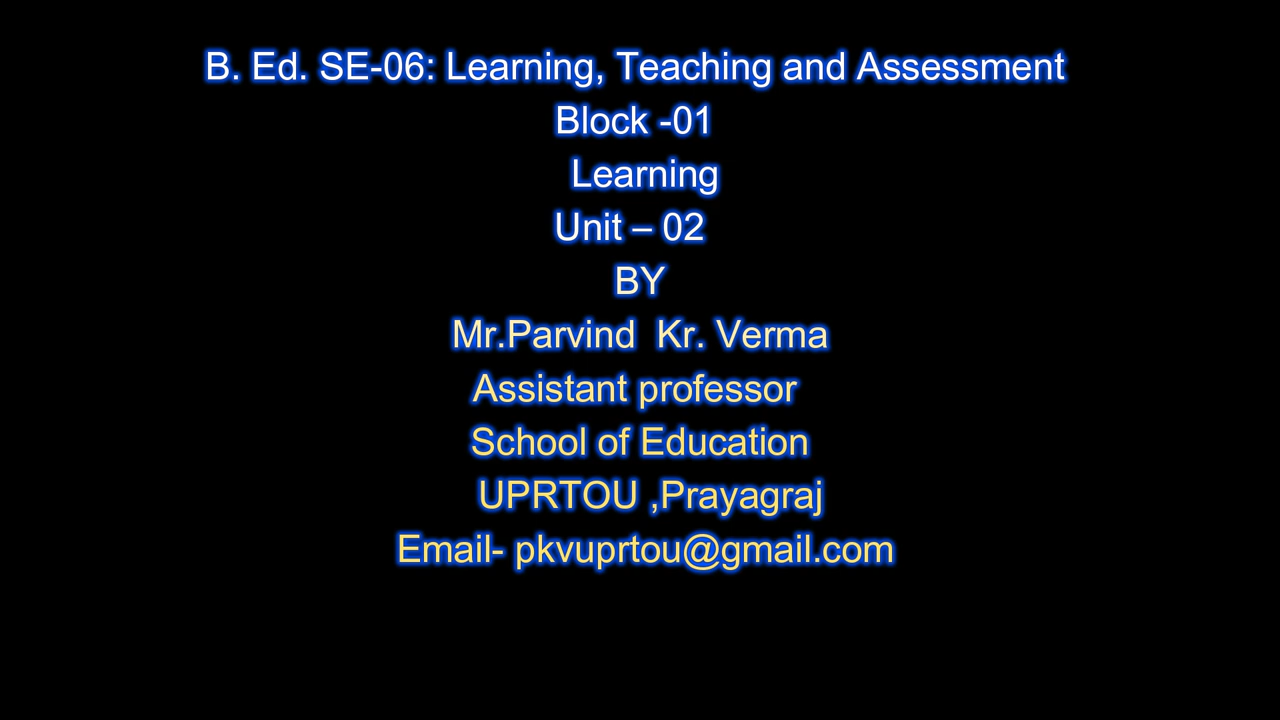 B. Ed. SE-06: Learning, Teaching and Assessment
Block -01
Learning
Unit – 02
BY
Mr.Parvind  Kr. Verma
Assistant professor
School of Education
UPRTOU ,Prayagraj
Email- pkvuprtou@gmail.com